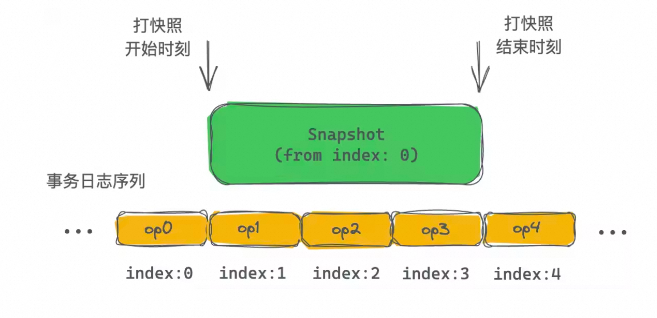 打快照
开始时刻
打快照
结束时刻
Snapshot
(from index: 0)
事务日志序列
... op0 op1 op2 op3 op4 ...
index:0 index:1 index:2 index:3 index:4